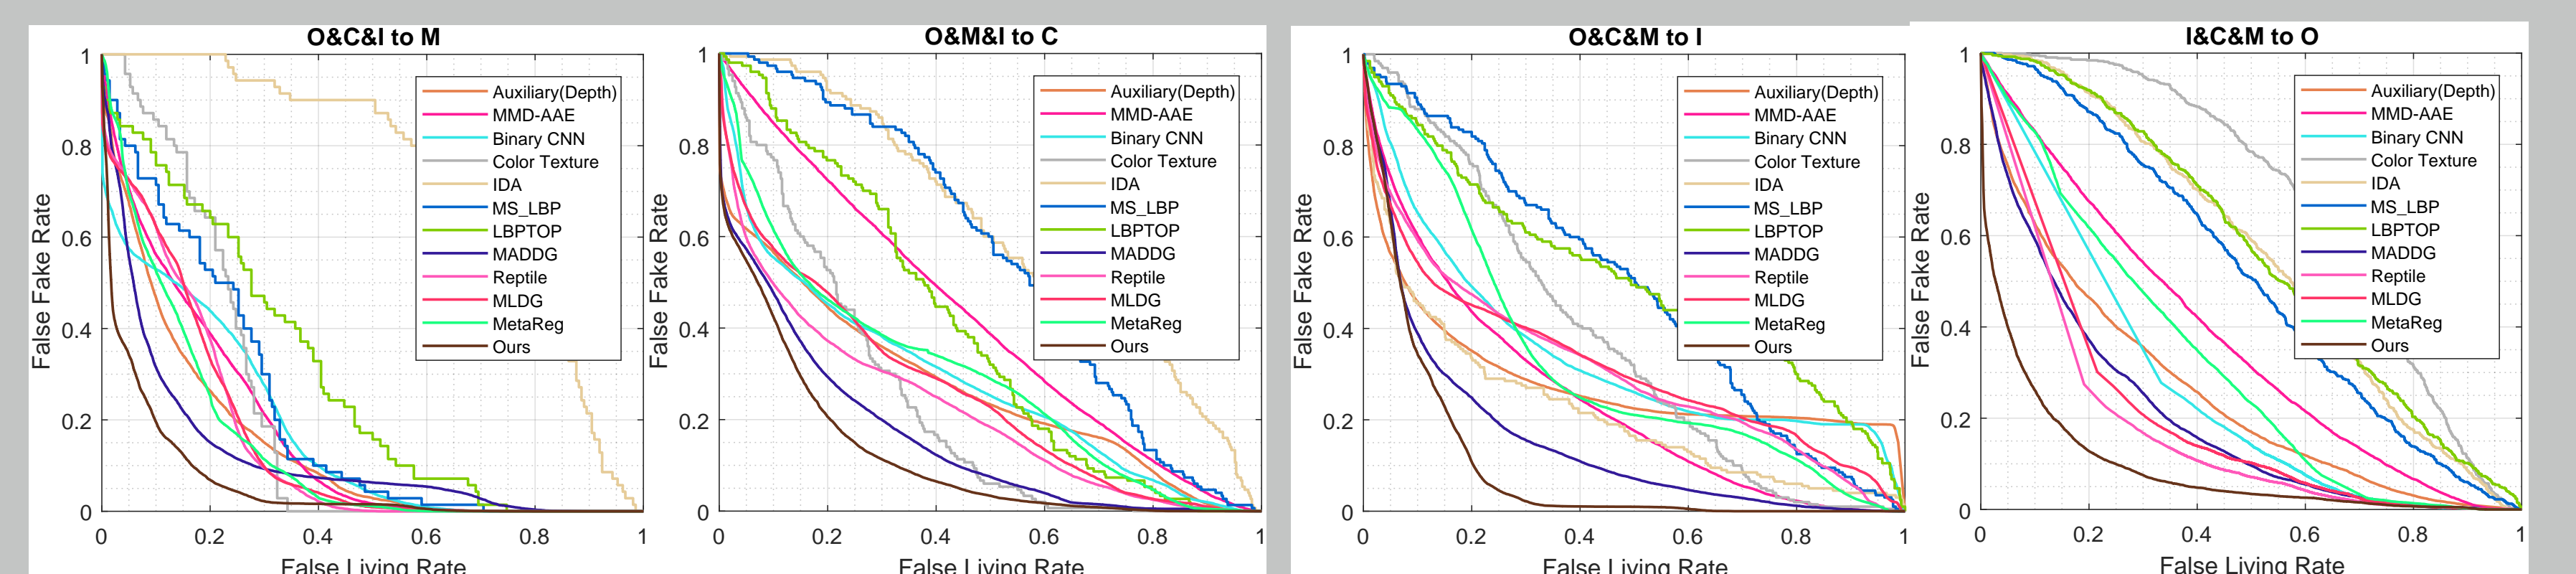 O&C&I to M
1
0.8
0.6
0.4
0.2
0
0
0.2
0.4
0.6
0.8
1
False Fake Rate
False Living Rate
Auxiliary(Depth)
MMD-AAE
Binary CNN
Color Texture
IDA
MS_LBP
LBPTOP
MADDG
Reptile
MLDG
MetaReg
Ours
O&M&I to C
1
0.8
0.6
0.4
0.2
0
0
0.2
0.4
0.6
0.8
1
False Fake Rate
False Living Rate
Auxiliary(Depth)
MMD-AAE
Binary CNN
Color Texture
IDA
MS_LBP
LBPTOP
MADDG
Reptile
MLDG
MetaReg
Ours
O&C&M to I
1
0.8
0.6
0.4
0.2
0
0
0.2
0.4
0.6
0.8
1
False Fake Rate
False Living Rate
Auxiliary(Depth)
MMD-AAE
Binary CNN
Color Texture
IDA
MS_LBP
LBPTOP
MADDG
Reptile
MLDG
MetaReg
Ours
I&C&M to O
1
0.8
0.6
0.4
0.2
0
0
0.2
0.4
0.6
0.8
1
False Fake Rate
False Living Rate
Auxiliary(Depth)
MMD-AAE
Binary CNN
Color Texture
IDA
MS_LBP
LBPTOP
MADDG
Reptile
MLDG
MetaReg
Ours